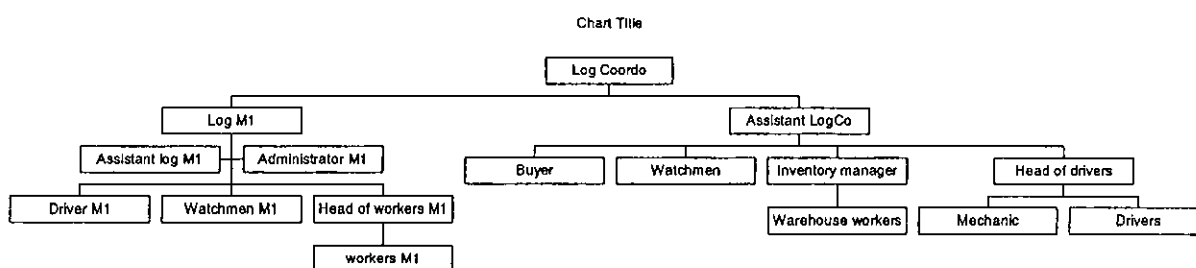 Chart Title
Log Coordo
Log M1
Assistant LogCo
Assistant log M1
Administrator M1
Buyer
Watchmen
Inventory manager
Head of drivers
Driver M1
Watchmen M1
Head of workers M1
Warehouse workers
Mechanic
Drivers
workers M1